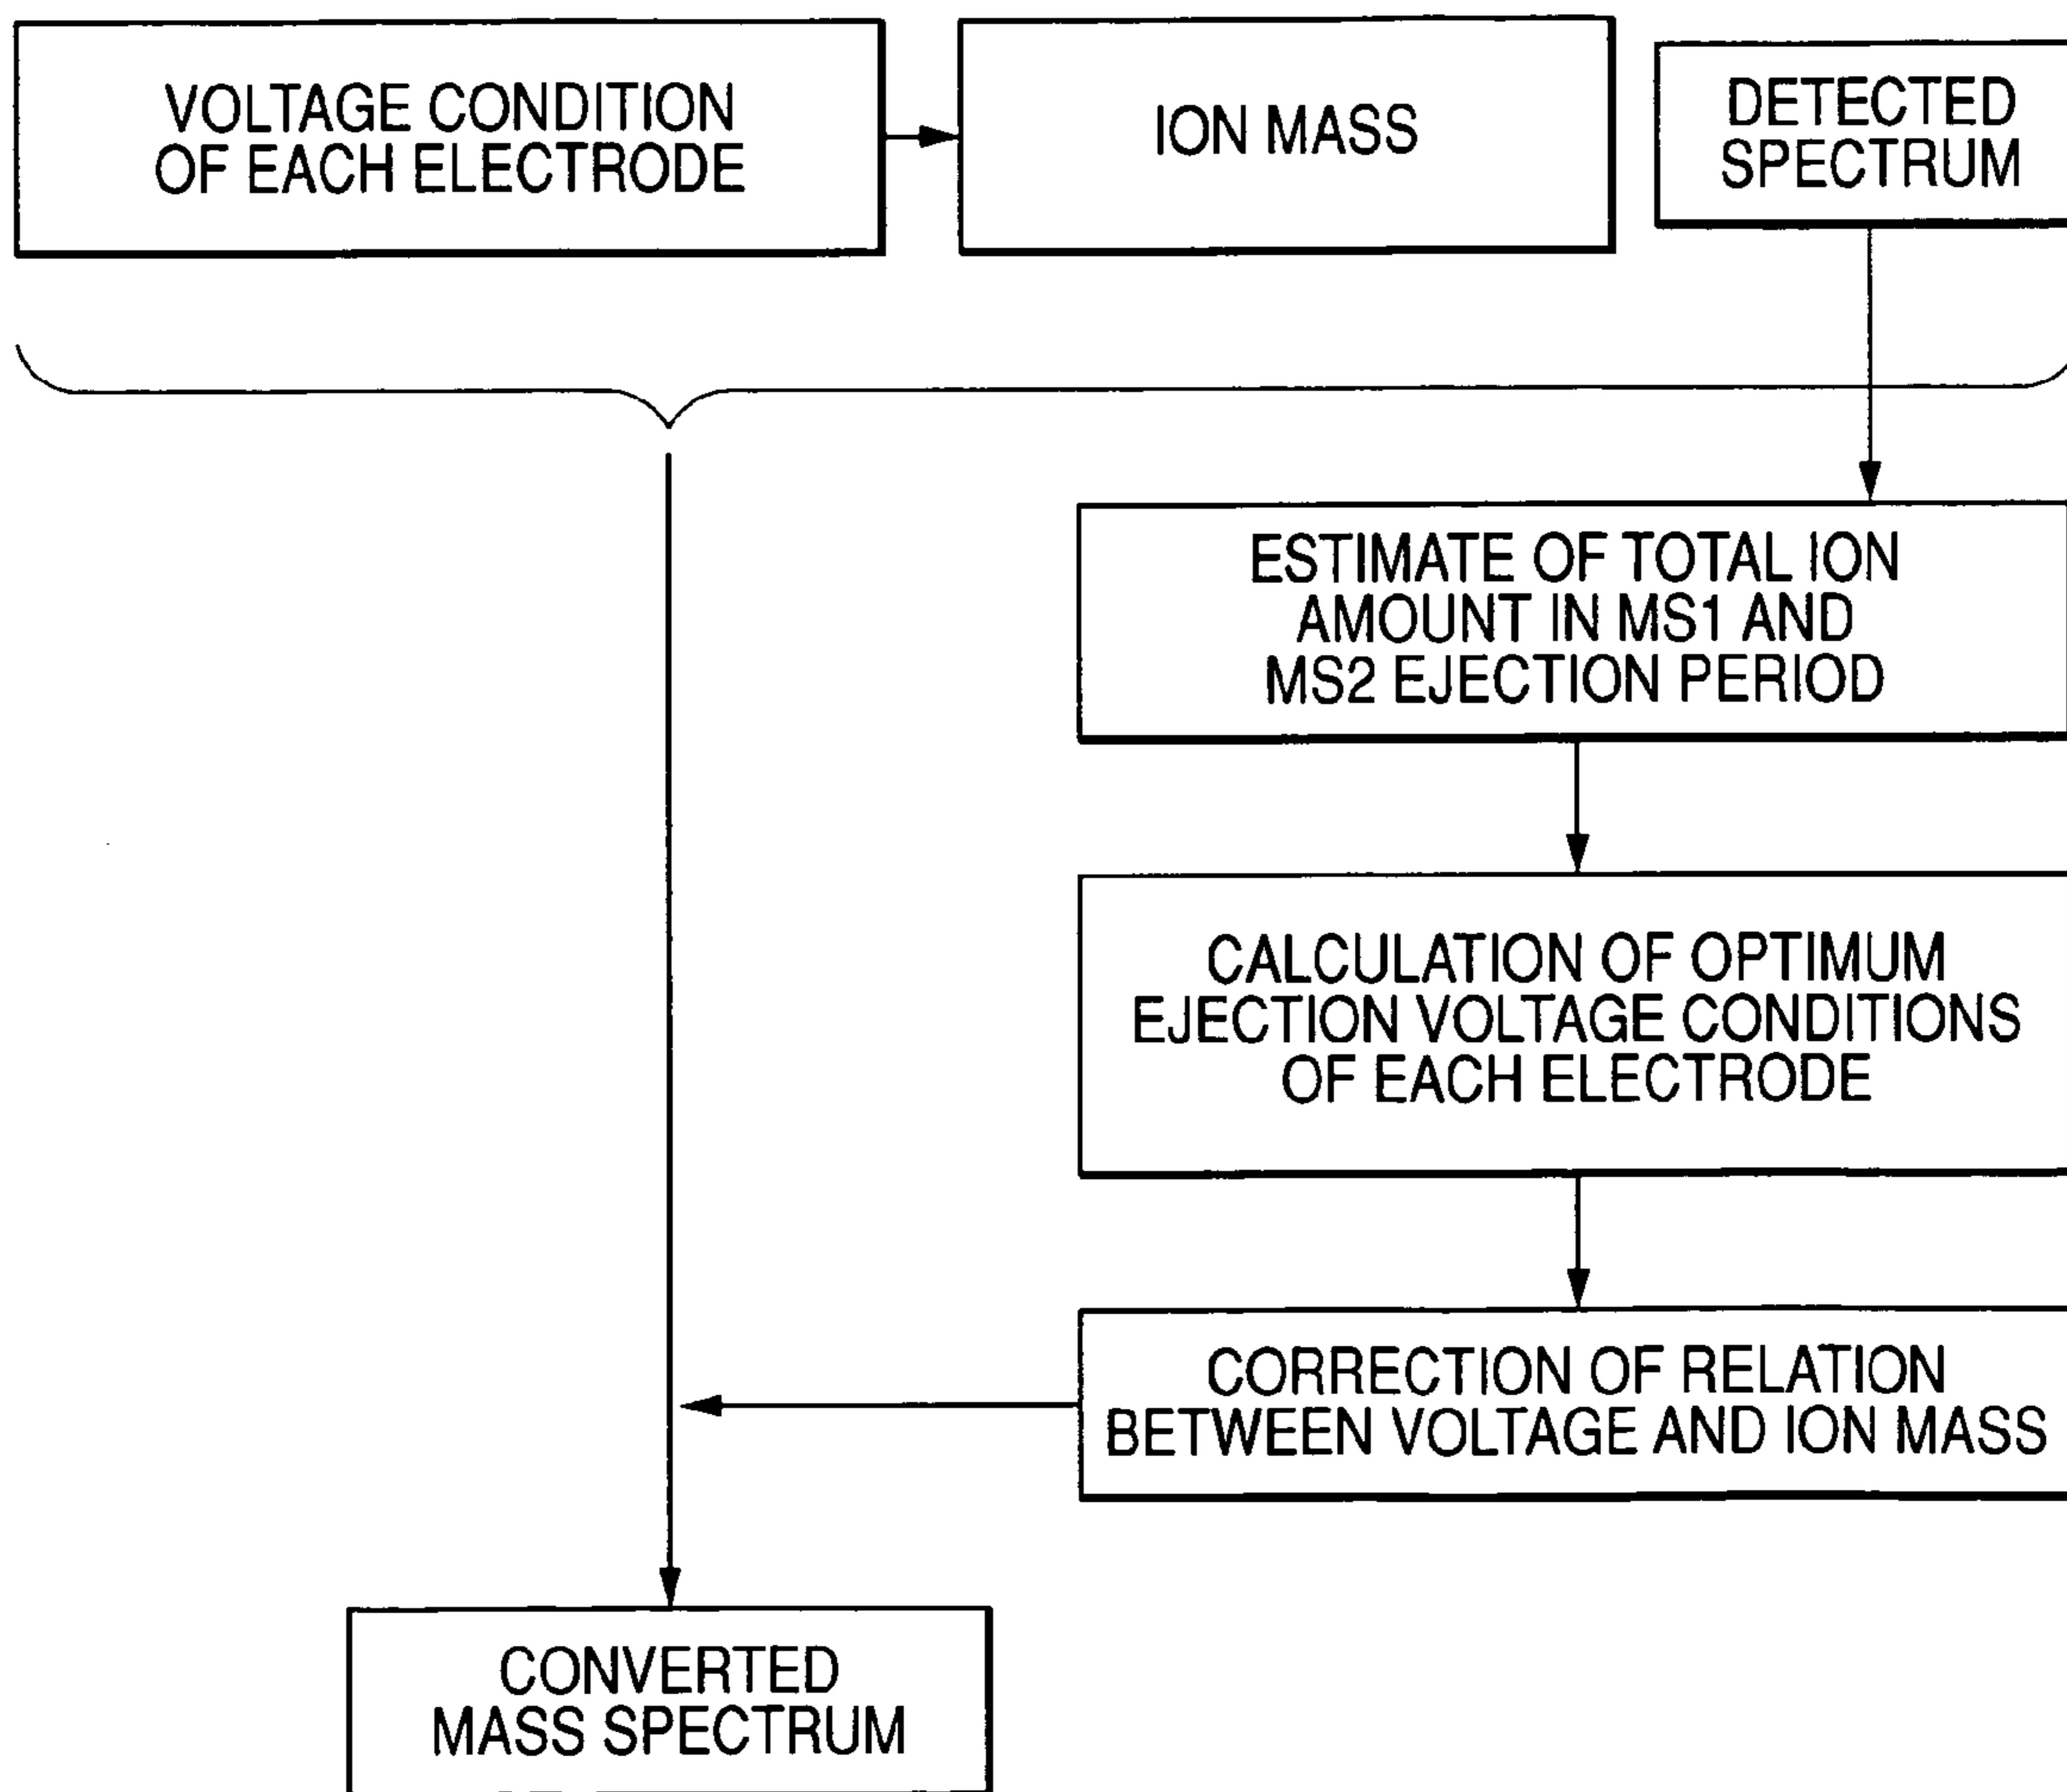 VOLTAGE CONDITION
OF EACH ELECTRODE
ION MASS
DETECTED
SPECTRUM
ESTIMATE OF TOTAL ION
AMOUNT IN MS1 AND
MS2 EJECTION PERIOD
CALCULATION OF OPTIMUM
EJECTION VOLTAGE CONDITIONS
OF EACH ELECTRODE
CORRECTION OF RELATION
BETWEEN VOLTAGE AND ION MASS
CONVERTED
MASS SPECTRUM